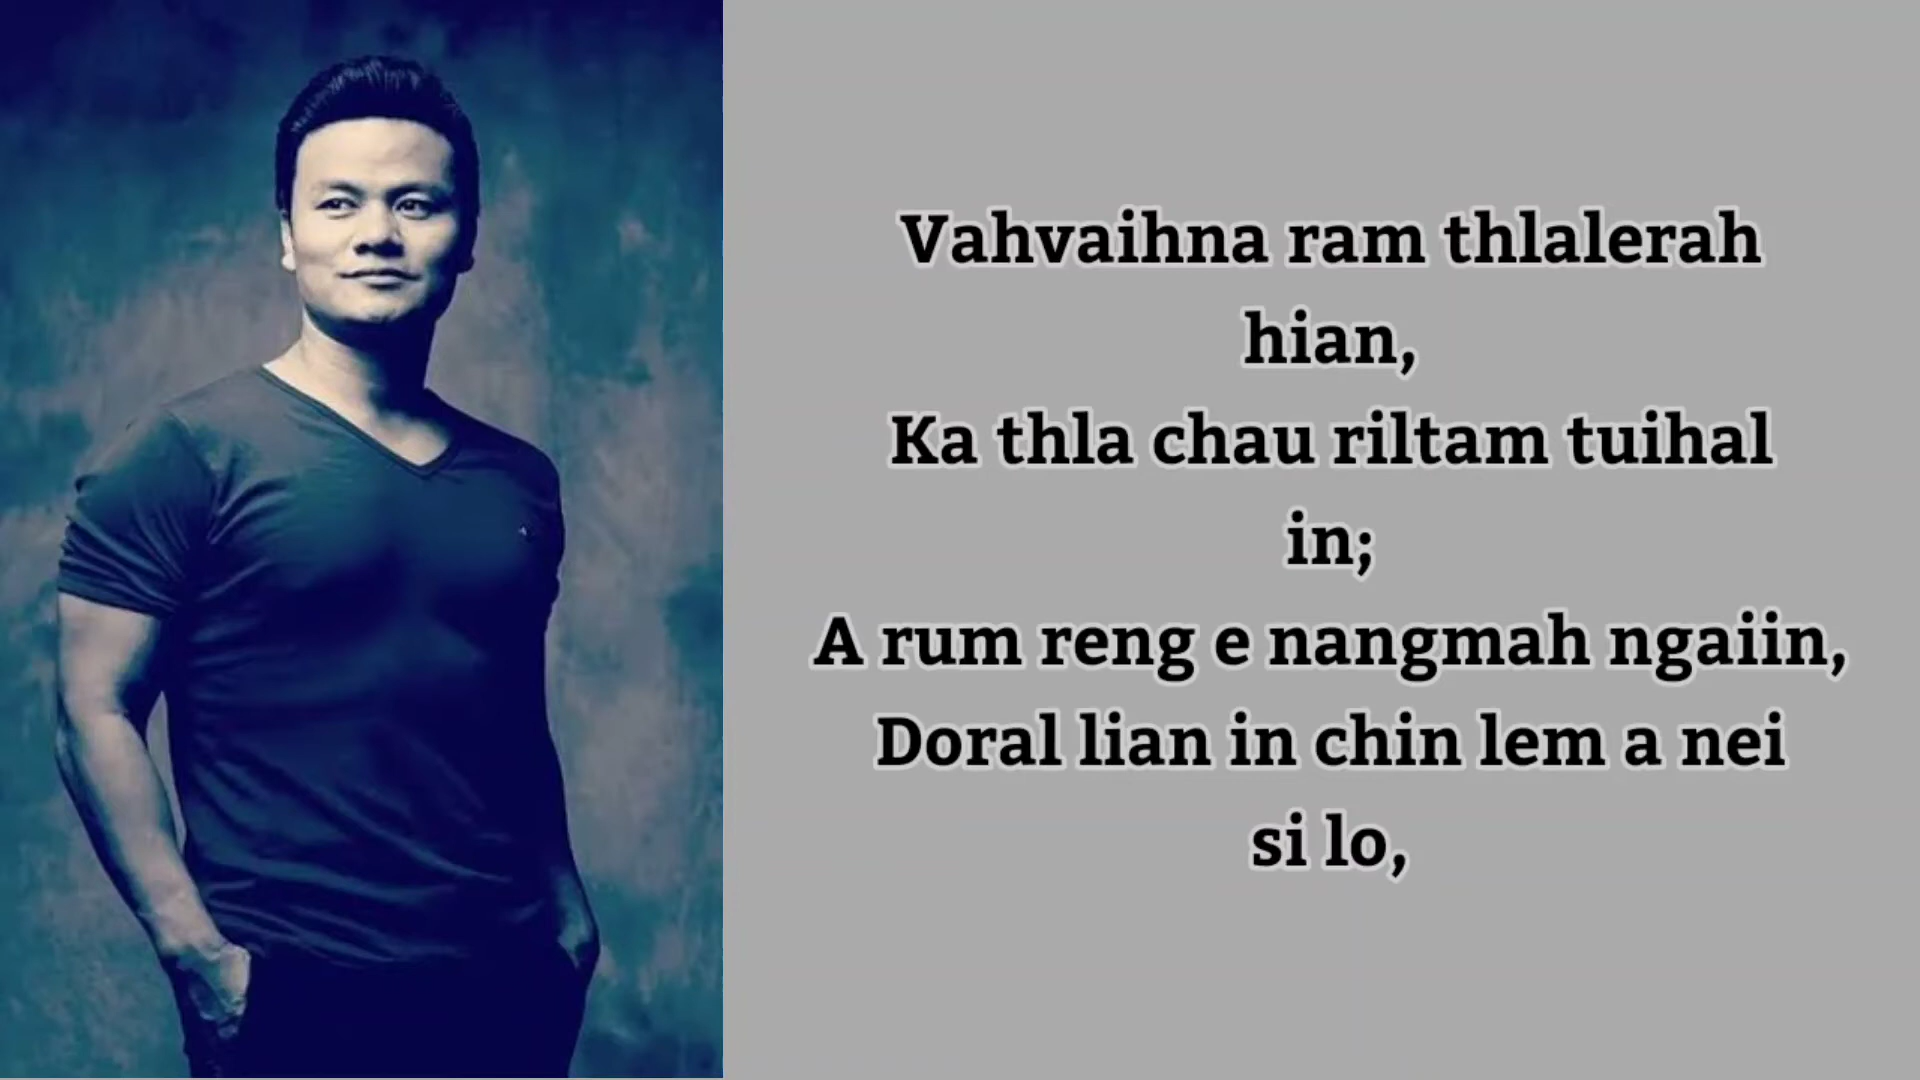 Vahvaihna ram thlalerah
hian,
Ka thla chau riltam tuihal
in;
A rum reng e nangmah ngaiin,
Doral lian in chin lem a nei
si lo,